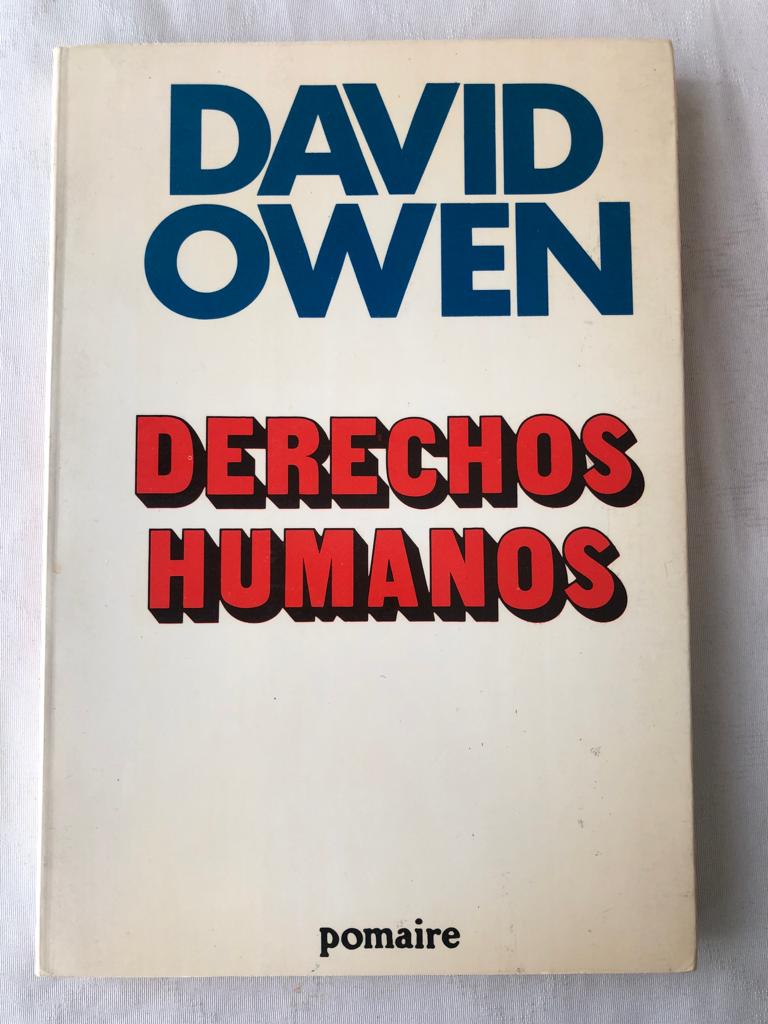 DAVID
OWEN
DERECHOS
HUMANOS
pomaire